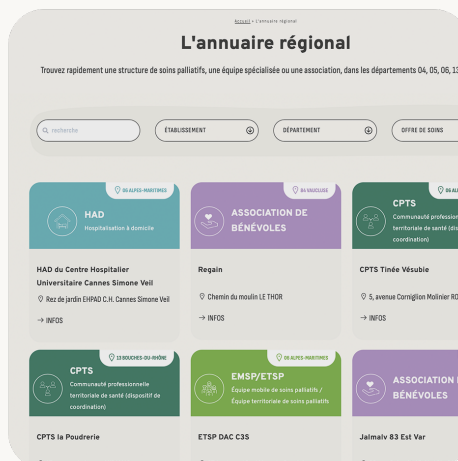 Accueil > L'annuaire régional
L'annuaire régional
Trouvez rapidement une structure de soins palliatifs, une équipe spécialisée ou une association, dans les départements 04, 05, 06, 13
recherche
ÉTABLISSEMENT
DÉPARTEMENT
OFFRE DE SOINS
06 ALPES-MARITIMES
HAD
Hospitalisation à domicile
HAD du Centre Hospitalier
Universitaire Cannes Simone Veil
Rez de jardin EHPAD C.H. Cannes Simone Veil
→ INFOS
84 VAUCLUSE
ASSOCIATION DE
BÉNÉVOLES
Regain
Chemin du moulin LE THOR
→ INFOS
06
CPTS
Communauté
territoriale de santé
coordination)
CPTS Tinée Vésubie
5, avenue Corniglion Molinier
→ INFOS
13 BOUCHES-DU-RHÔNE
CPTS
Communauté professionnelle
territoriale de santé (dispositif de
coordination)
CPTS la Poudrerie
06 ALPES-MARITIMES
EMSP/ETSP
Équipe mobile de soins palliatifs /
Équipe territoriale de soins palliatifs
ETSP DAC C3S
ASSOCIATION
BÉNÉVOLES
Jalmalv 83 Est Var